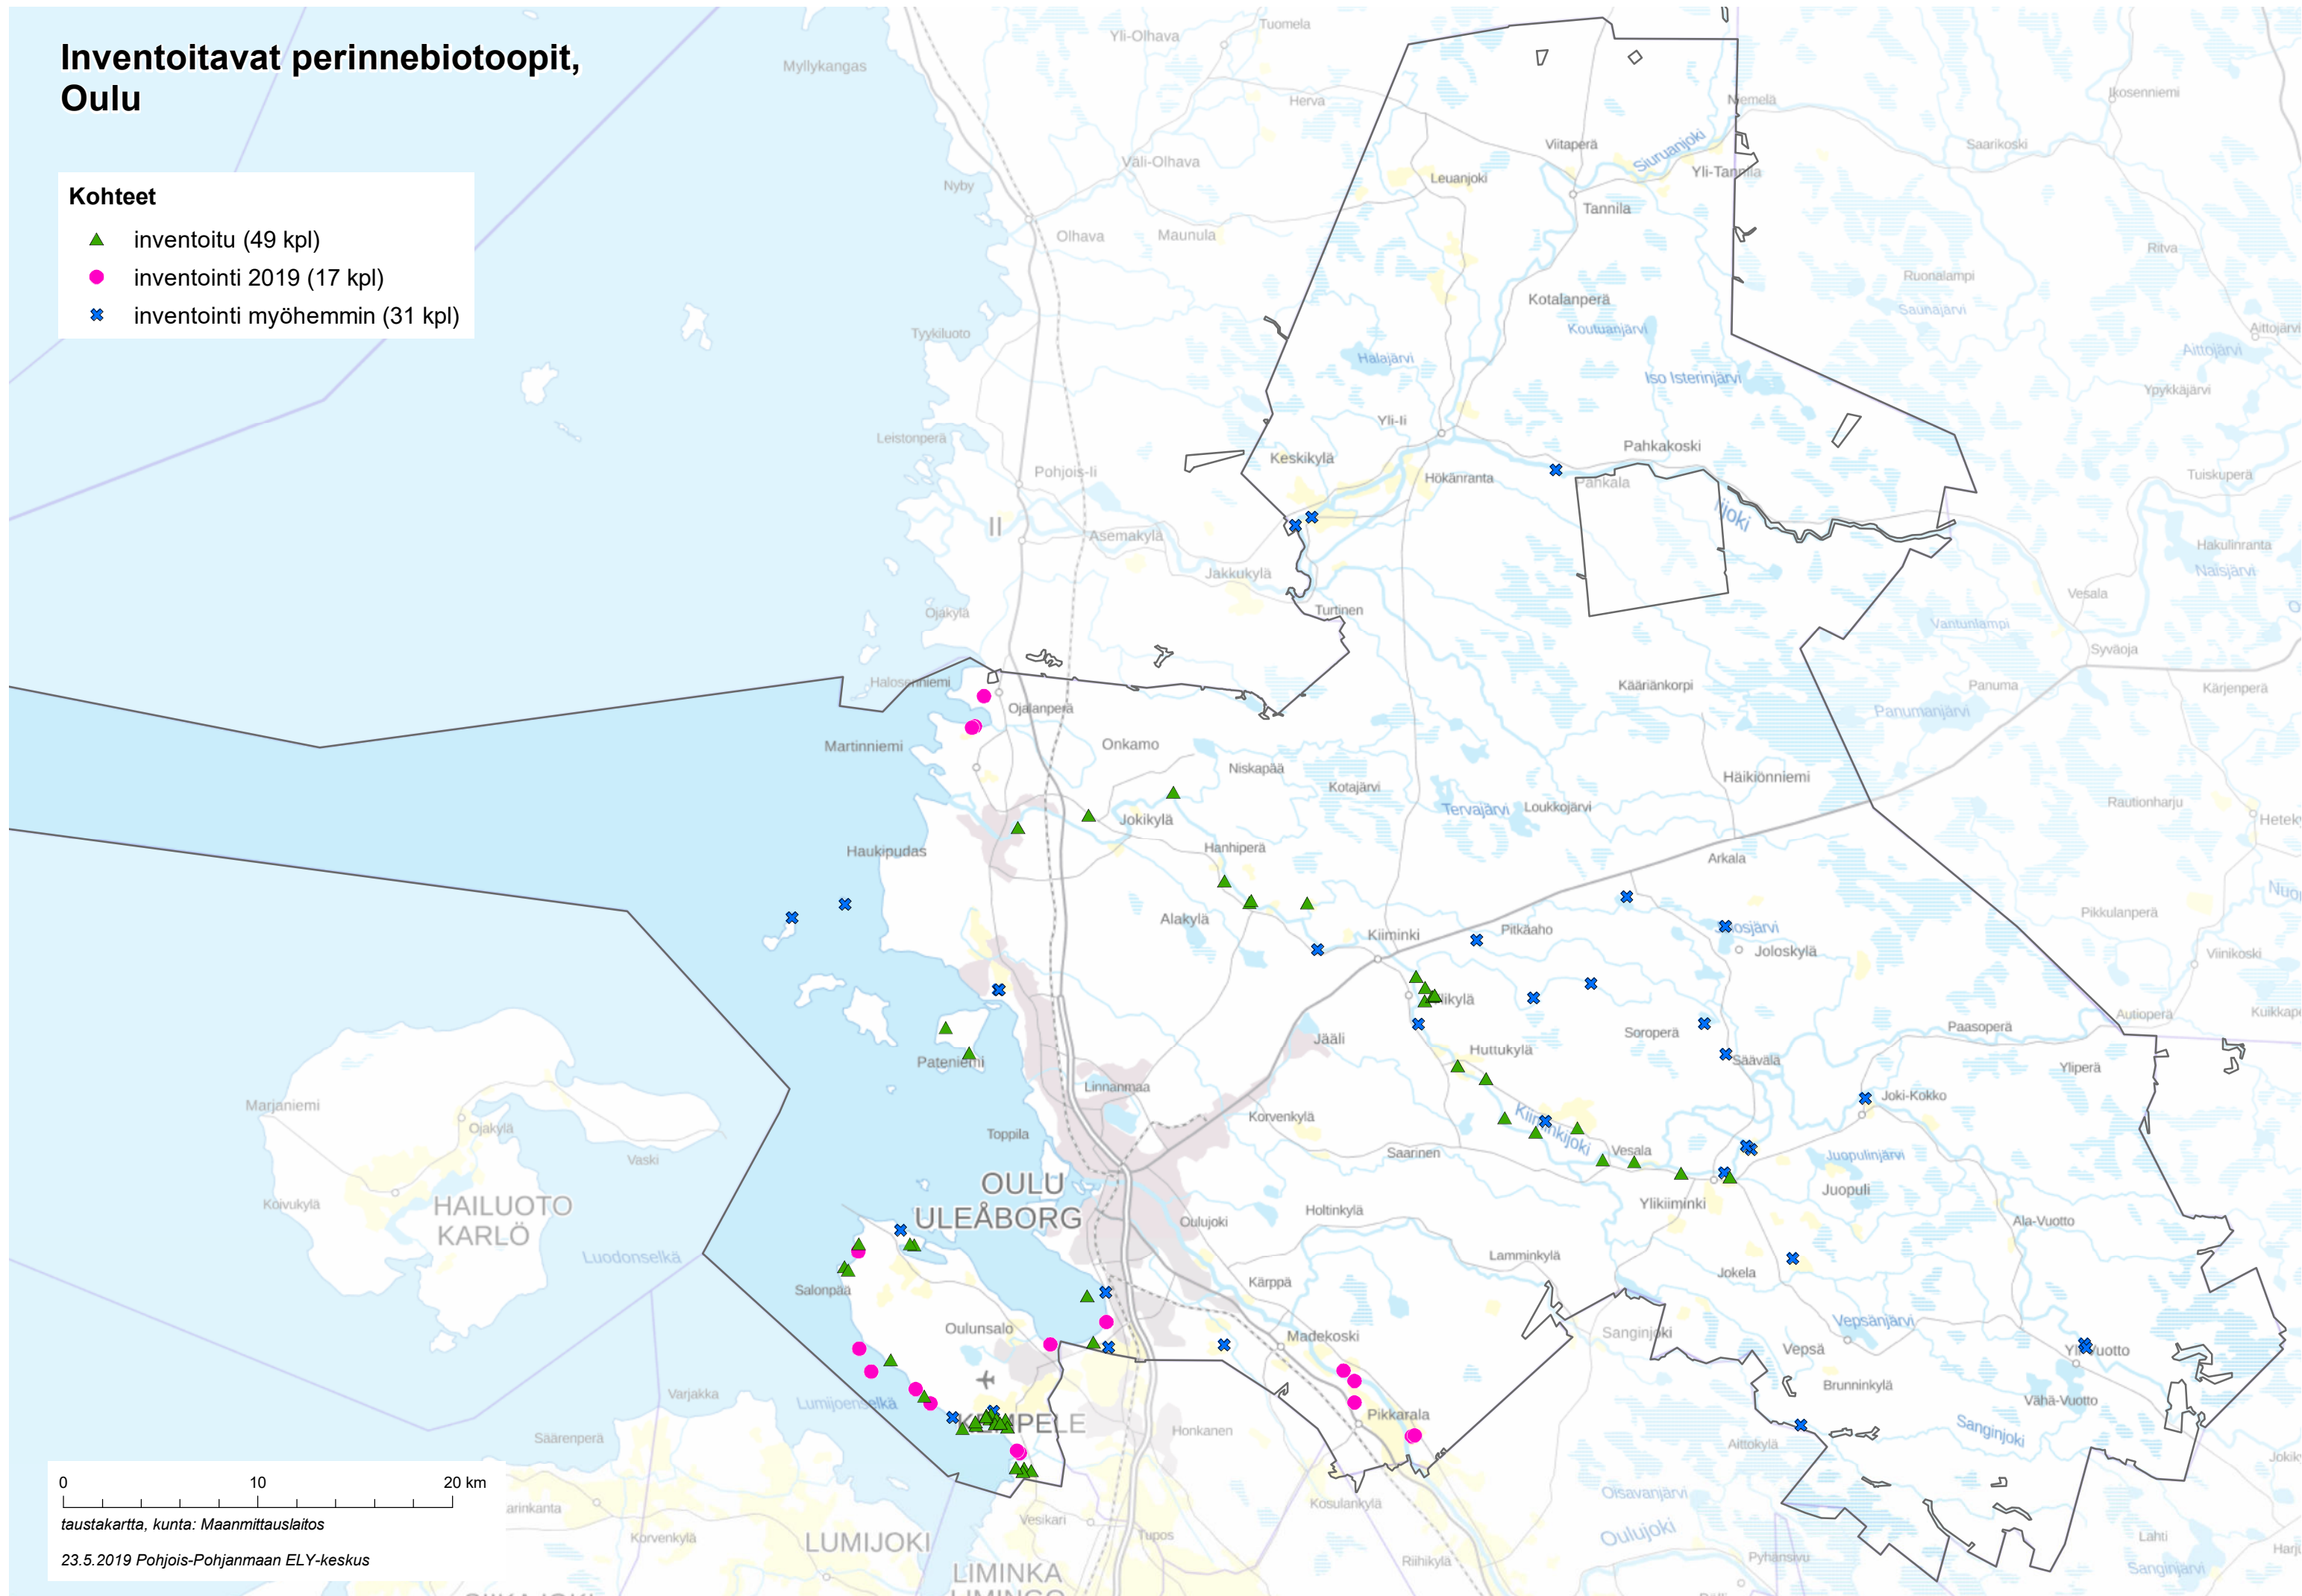 Inventoitavat perinnebiotoopit,
Oulu
Kohteet
inventoitu (49 kpl)
inventointi 2019 (17 kpl)
inventointi myöhemmin (31 kpl)
Tuomela
Yli-Olhava
Myllykangas
Herva
Niemelä
Ikosenniemi
Viitaperä
Siuruanjoki
Saarikoski
Väli-Olhava
Yli-Tannila
Leuanjoki
Nyby
Tannila
Olhava
Maunula
Ritva
Ruonalampi
Kotalanperä
Saunajärvi
Tyykiluoto
Koutuanjärvi
Aittojärvi
Halajärvi
Aittojärvi
Iso Isterinjärvi
Ypykkäjärvi
Yli-Ii
Leistonperä
Pahkakoski
Keskikylä
Pohjois-Ii
Hökänranta
Tuiskuperä
Pahkala
Iijoki
II
Asemakylä
Hakulinranta
Jakkukylä
Naisjärvi
Vesala
Ojakylä
Turtinen
Vantunlampi
Syväoja
Halosenniemi
Kääriänkorpi
Panuma
Kärjenperä
Ojalanperä
Panumanjärvi
Martinniemi
Onkamo
Niskapää
Häikiönniemi
Kotajärvi
Tervajärvi
Loukkojärvi
Rautionharju
Jokikylä
Haukipudas
Hanhiperä
Arkala
Alakylä
Pikkulanperä
Kiiminki
Pitkäaho
Joloskylä
Viinikoski
Autioperä
Jääli
Soroperä
Paasoperä
Huttukylä
Pateniemi
Säävälä
Yliperä
Linnanmaa
Marjaniemi
Ojakylä
Korvenkylä
Kiiminkijoki
Joki-Kokko
Toppila
Vaski
Saarinen
Vesala
Juopulinjärvi
OULU
Juopuli
Koivukylä
HAILUOTO
KARLÖ
ULEÅBORG
Oulujoki
Holtinkylä
Ylikiiminki
Ala-Vuotto
Luodonselkä
Lamminkylä
Salonpää
Kärppä
Jokela
Oulunsalo
Madekoski
Sanginjoki
Vepsänjärvi
Vepsä
Varjakka
Lumijoenselkä
Brunninkylä
Vähä-Vuotto
KEMPELE
Pikkarala
Honkanen
Aittokylä
Sanginjoki
Säärenperä
0 10 20 km
taustakartta, kunta: Maanmittauslaitos
23.5.2019 Pohjois-Pohjanmaan ELY-keskus
Korvenkylä
LUMIJOKI
Vesikari
Tupos
Kosulankylä
Oisavanjärvi
Oulujoki
Riihikylä
Pyhänsivu
Lahti
Sanginjärvi
LIMINKA